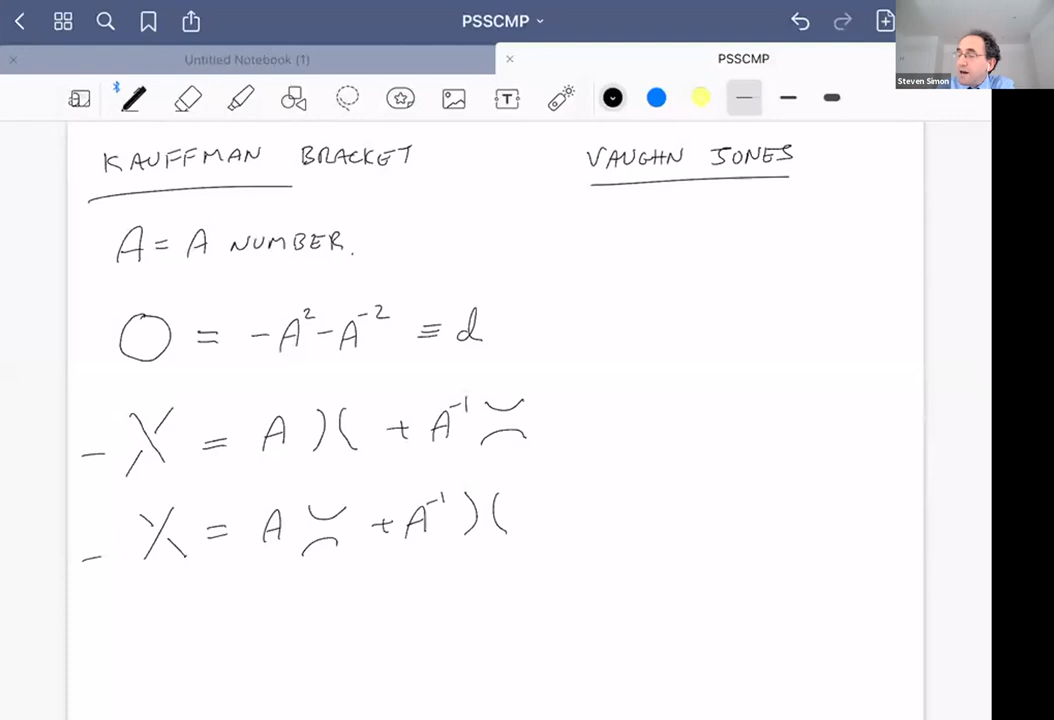 PSSCMP
Untitled Notebook (1)
PSSCMP
Steven Simon
KAUFFMAN BRACKET
VAUGHN JONES
A = A NUMBER.
O = -A² - A⁻² ≡ d
- X = A )( + A⁻¹ ≍
- X = A ≍ + A⁻¹ )(